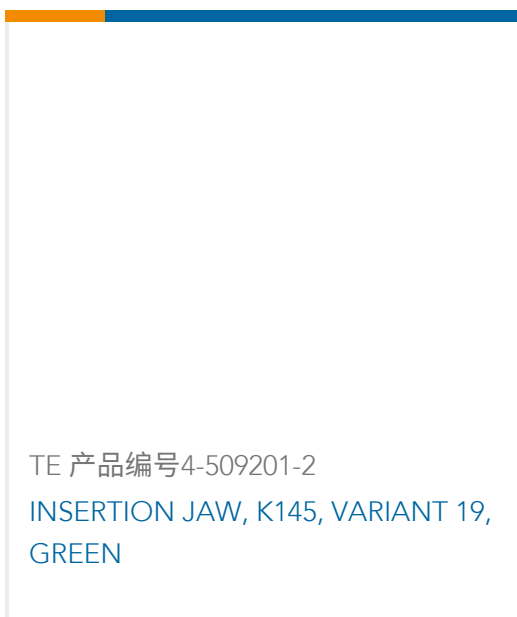 TE 产品编号4-509201-2
INSERTION JAW, K145, VARIANT 19,
GREEN